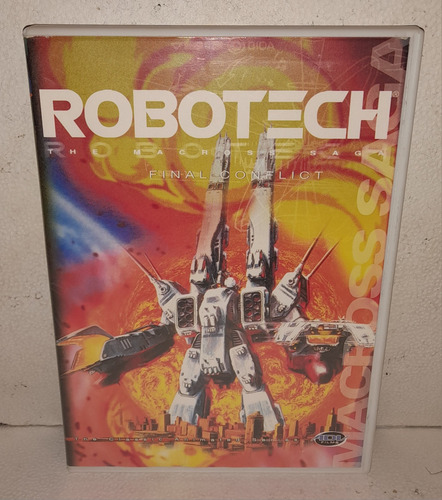 ROBOTECH®
THE MACROSS SAGA
FINAL CONFLICT
MACROSS SAGA